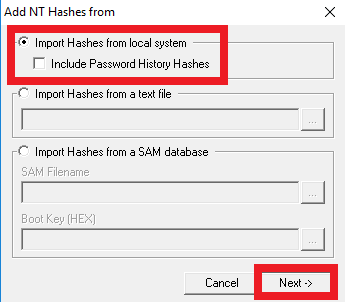 Add NT Hashes from
Import Hashes from local system
Include Password History Hashes
Import Hashes from a text file
...
Import Hashes from a SAM database
SAM Filename
...
Boot Key (HEX)
...
Cancel
Next ->